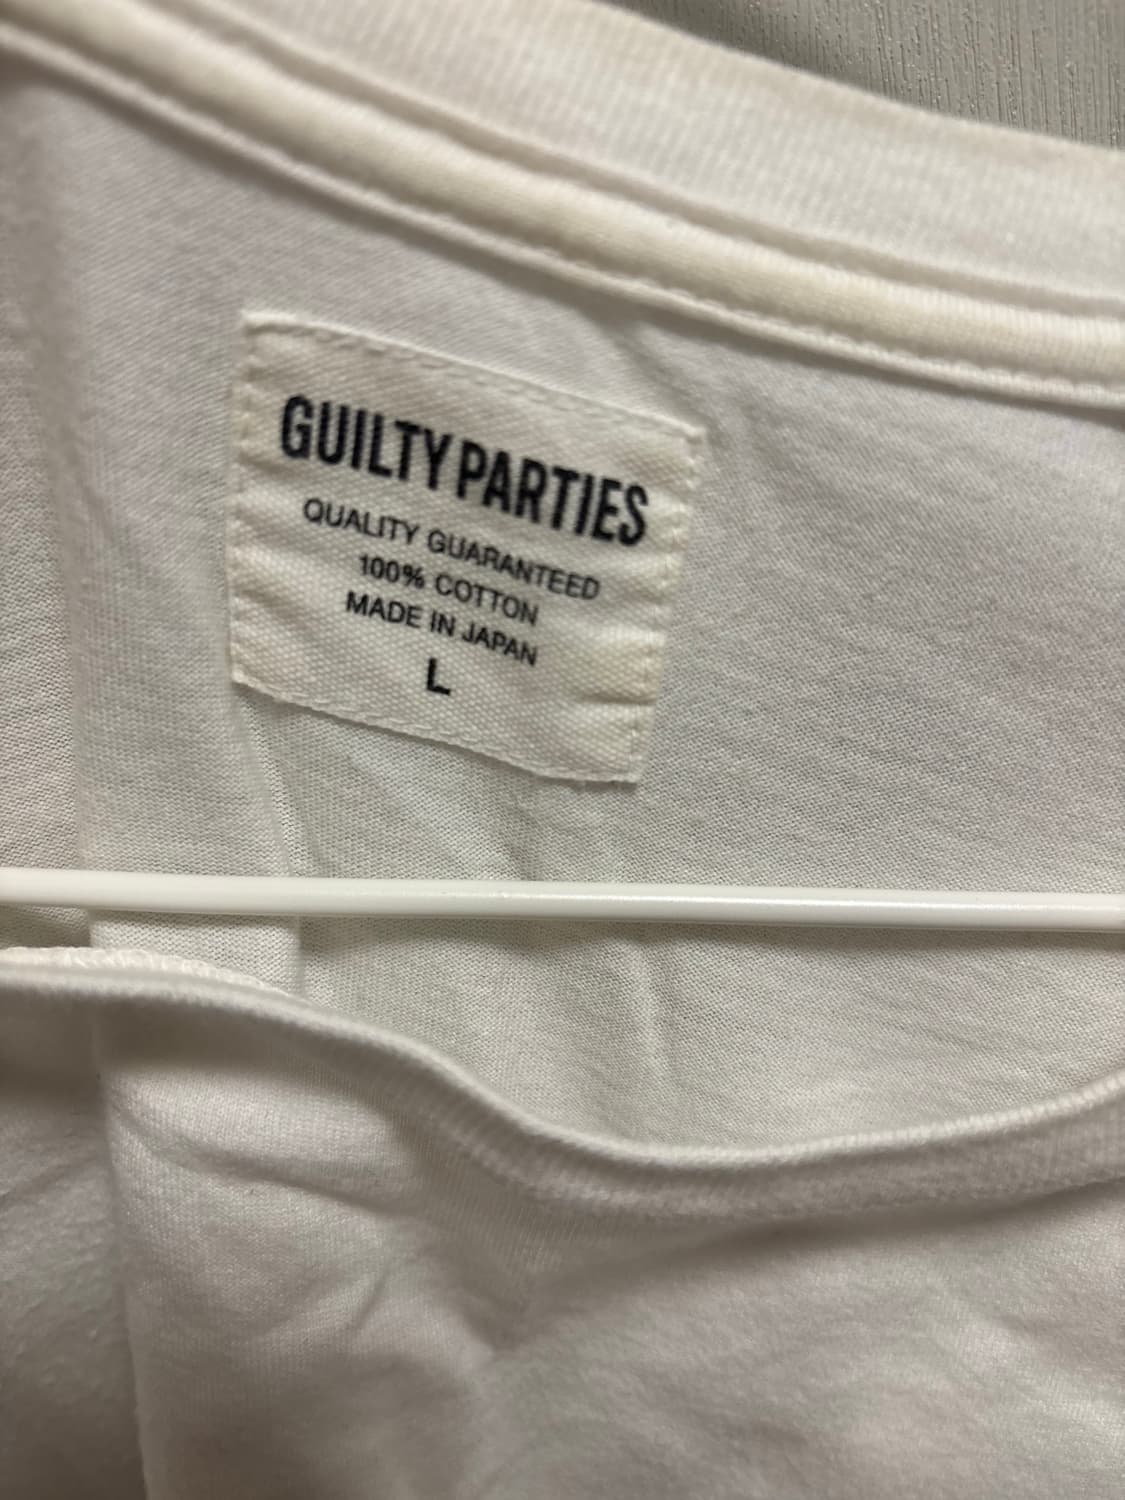 GUILTY PARTIES
QUALITY GUARANTEED
100% COTTON
MADE IN JAPAN
L